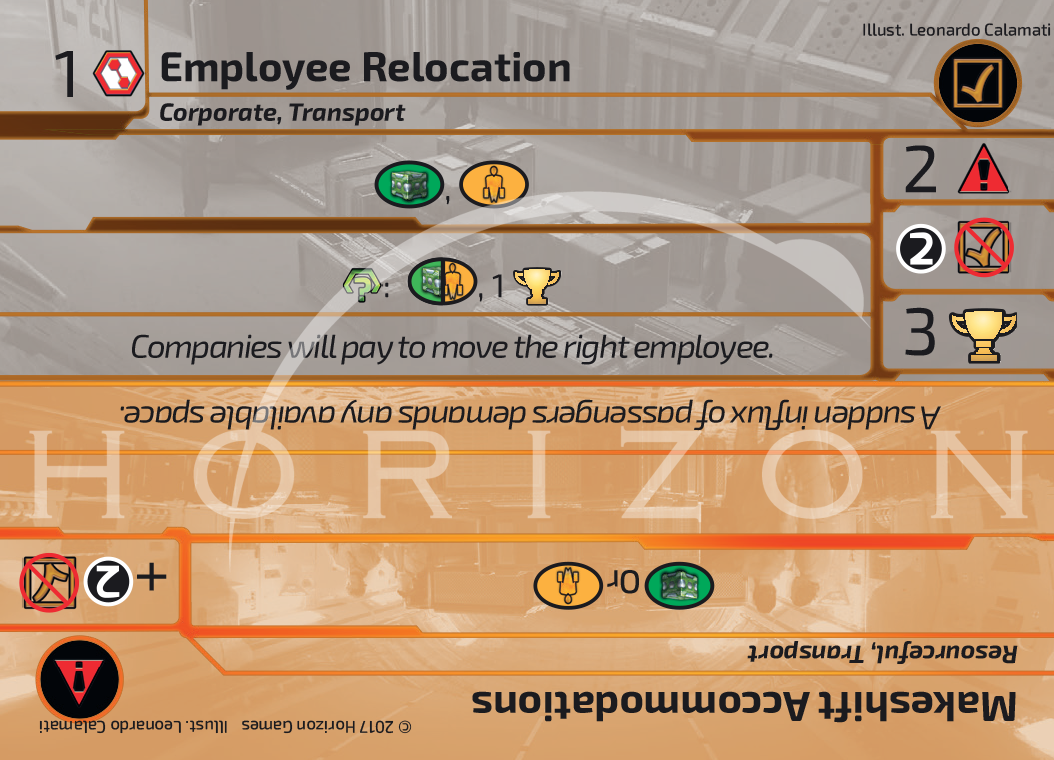 Illust. Leonardo Calamati
1 Employee Relocation
Corporate, Transport
2
,
2
: , 1
3
Companies will pay to move the right employee.
HORIZON
Makeshift Accommodations
Resourceful, Transport
Or
+2
A sudden influx of passengers demands any available space.
© 2017 Horizon Games Illust. Leonardo Calamati